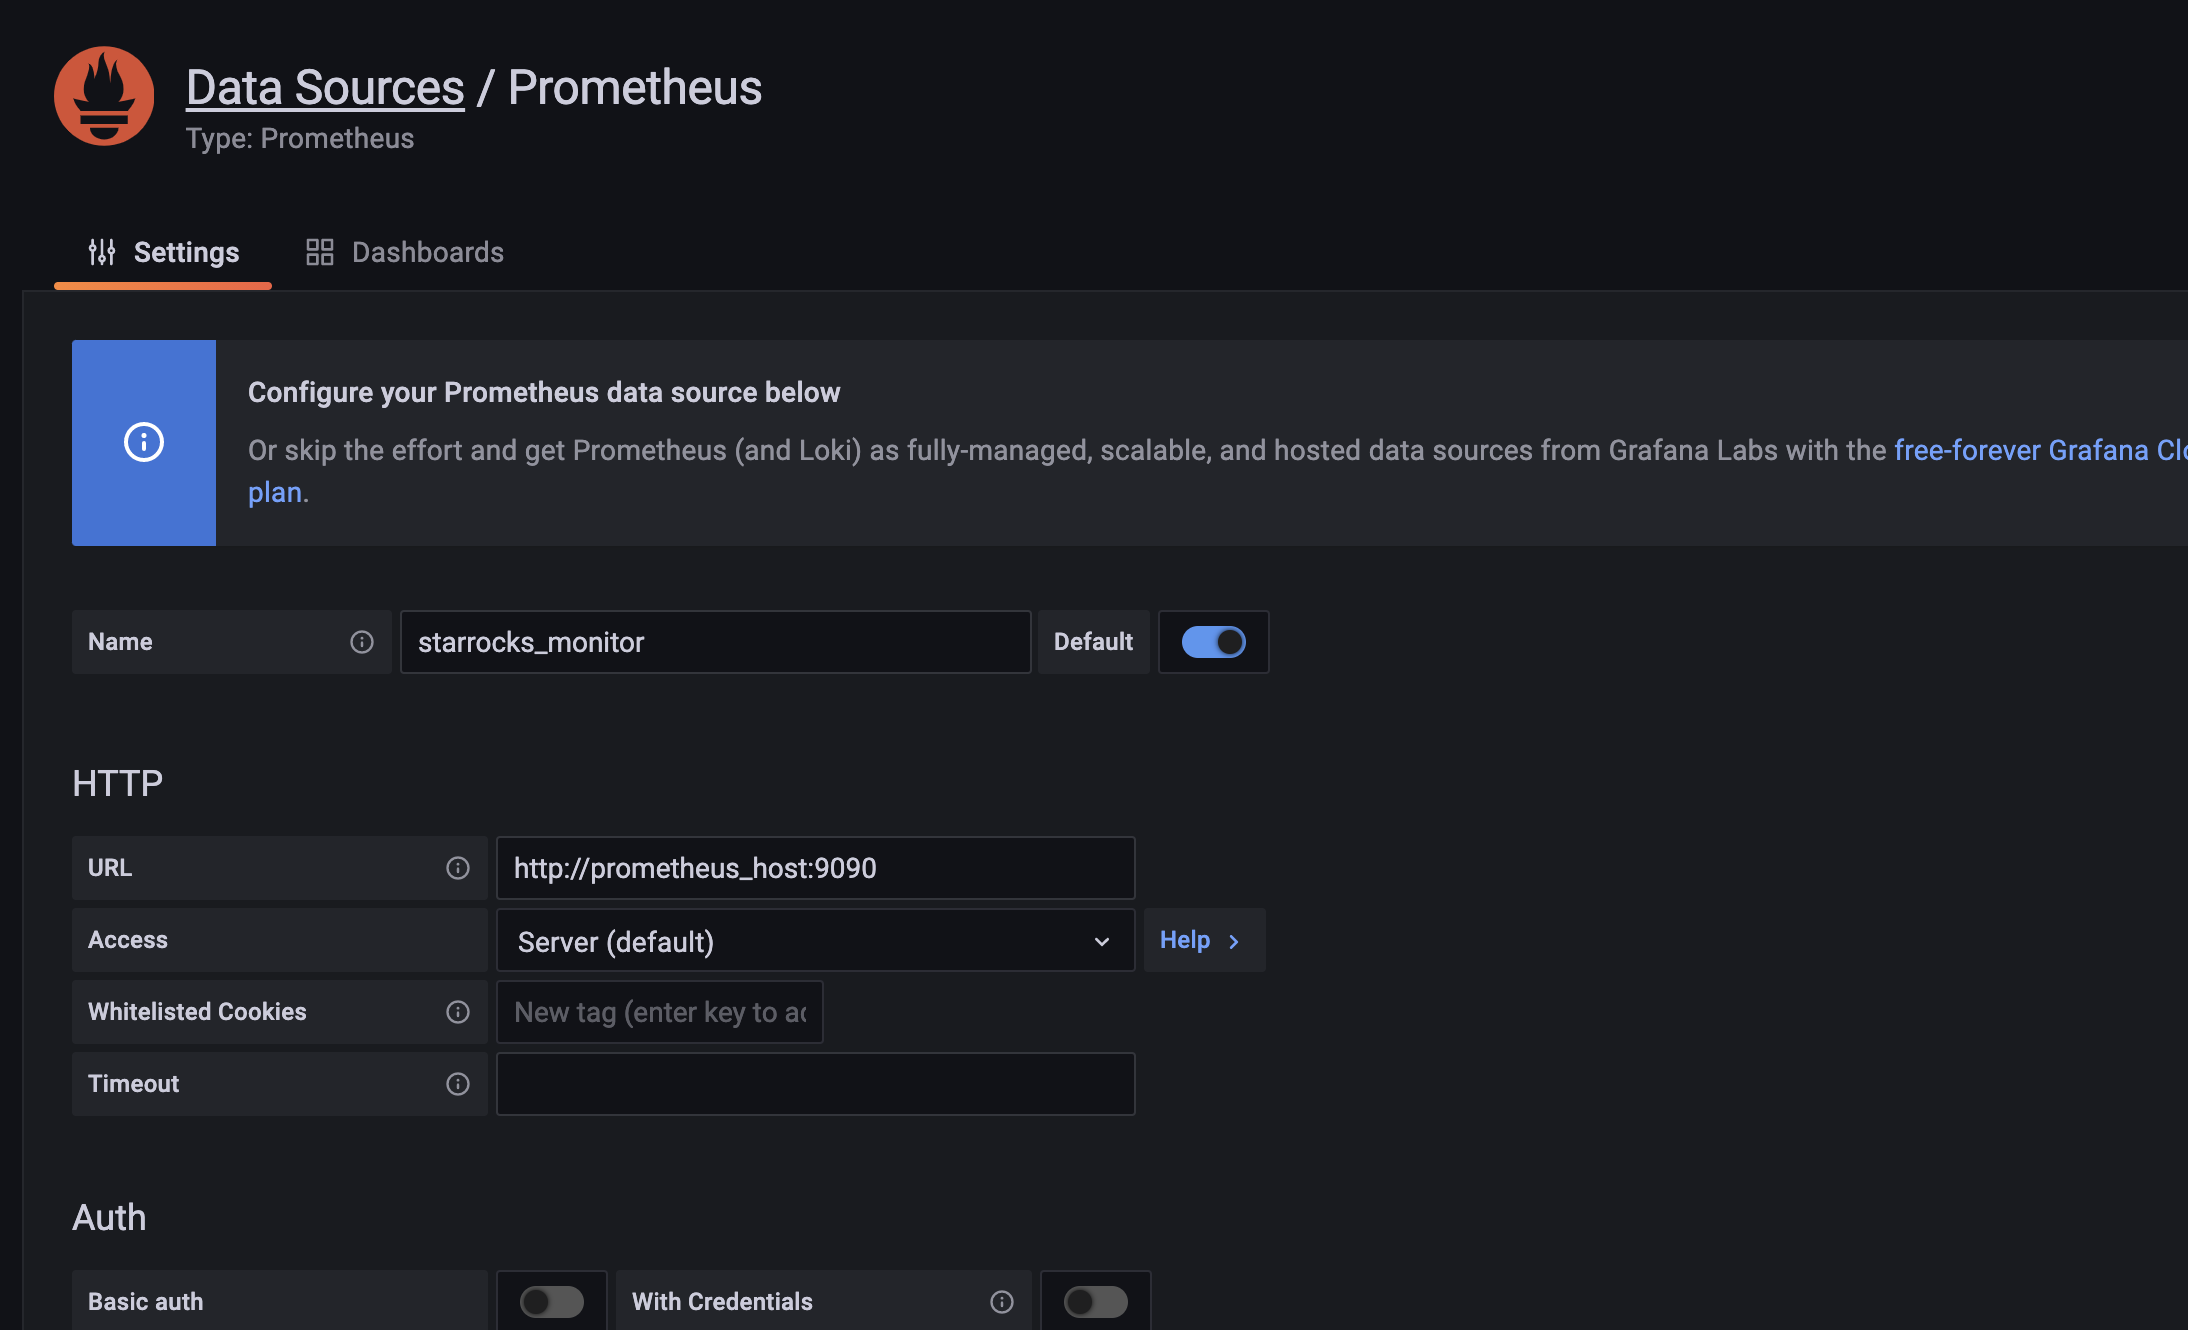 Data Sources / Prometheus
Type: Prometheus
Settings
Dashboards
Configure your Prometheus data source below
Or skip the effort and get Prometheus (and Loki) as fully-managed, scalable, and hosted data sources from Grafana Labs with the free-forever Grafana Clo
plan.
Name
starrocks_monitor
Default
HTTP
URL
http://prometheus_host:9090
Access
Server (default)
Help
Whitelisted Cookies
New tag (enter key to ad
Timeout
Auth
Basic auth
With Credentials